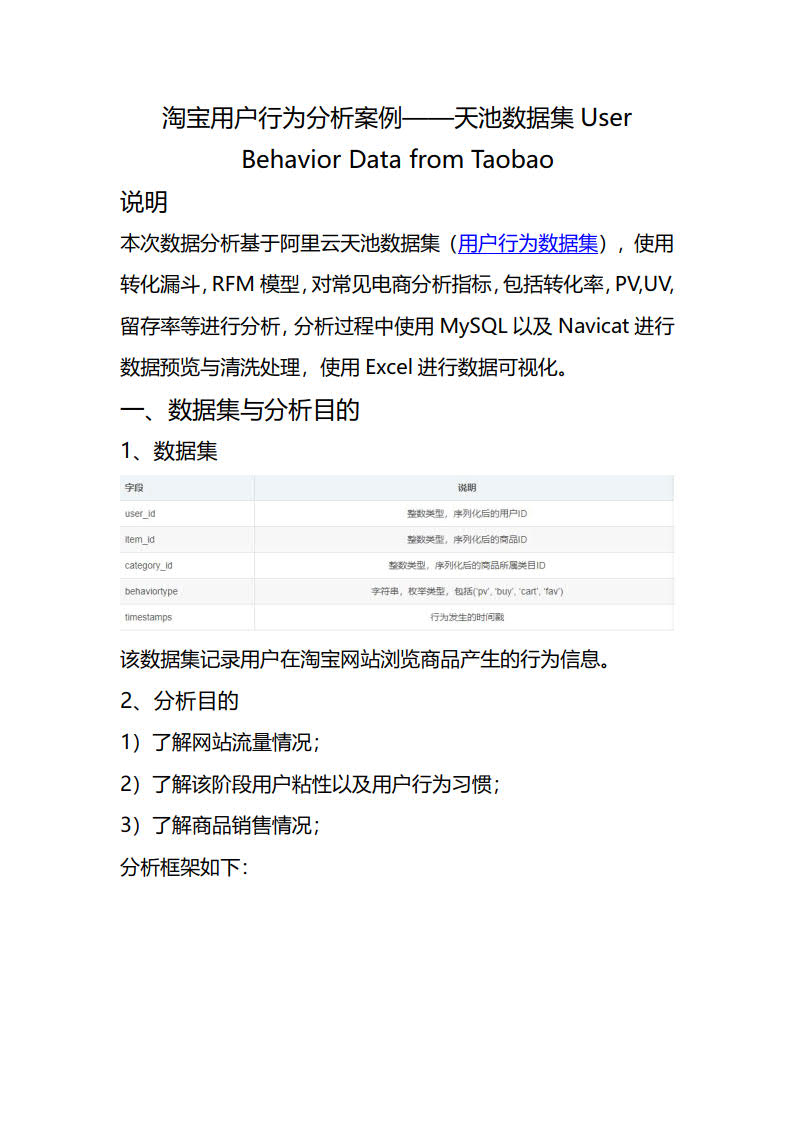 淘宝用户行为分析案例——天池数据集 User
Behavior Data from Taobao
说明
本次数据分析基于阿里云天池数据集（用户行为数据集），使用
转化漏斗，RFM 模型，对常见电商分析指标，包括转化率，PV,UV,
留存率等进行分析，分析过程中使用 MySQL 以及 Navicat 进行
数据预览与清洗处理，使用 Excel 进行数据可视化。
一、数据集与分析目的
1、数据集
字段 说明
user_id 整数类型，序列化后的用户ID
item_id 整数类型，序列化后的商品ID
category_id 整数类型，序列化后的商品所属类目ID
behaviortype 字符串，枚举类型，包括('pv', 'buy', 'cart', 'fav')
timestamps 行为发生的时间戳
该数据集记录用户在淘宝网站浏览商品产生的行为信息。
2、分析目的
1）了解网站流量情况；
2）了解该阶段用户粘性以及用户行为习惯；
3）了解商品销售情况；
分析框架如下：